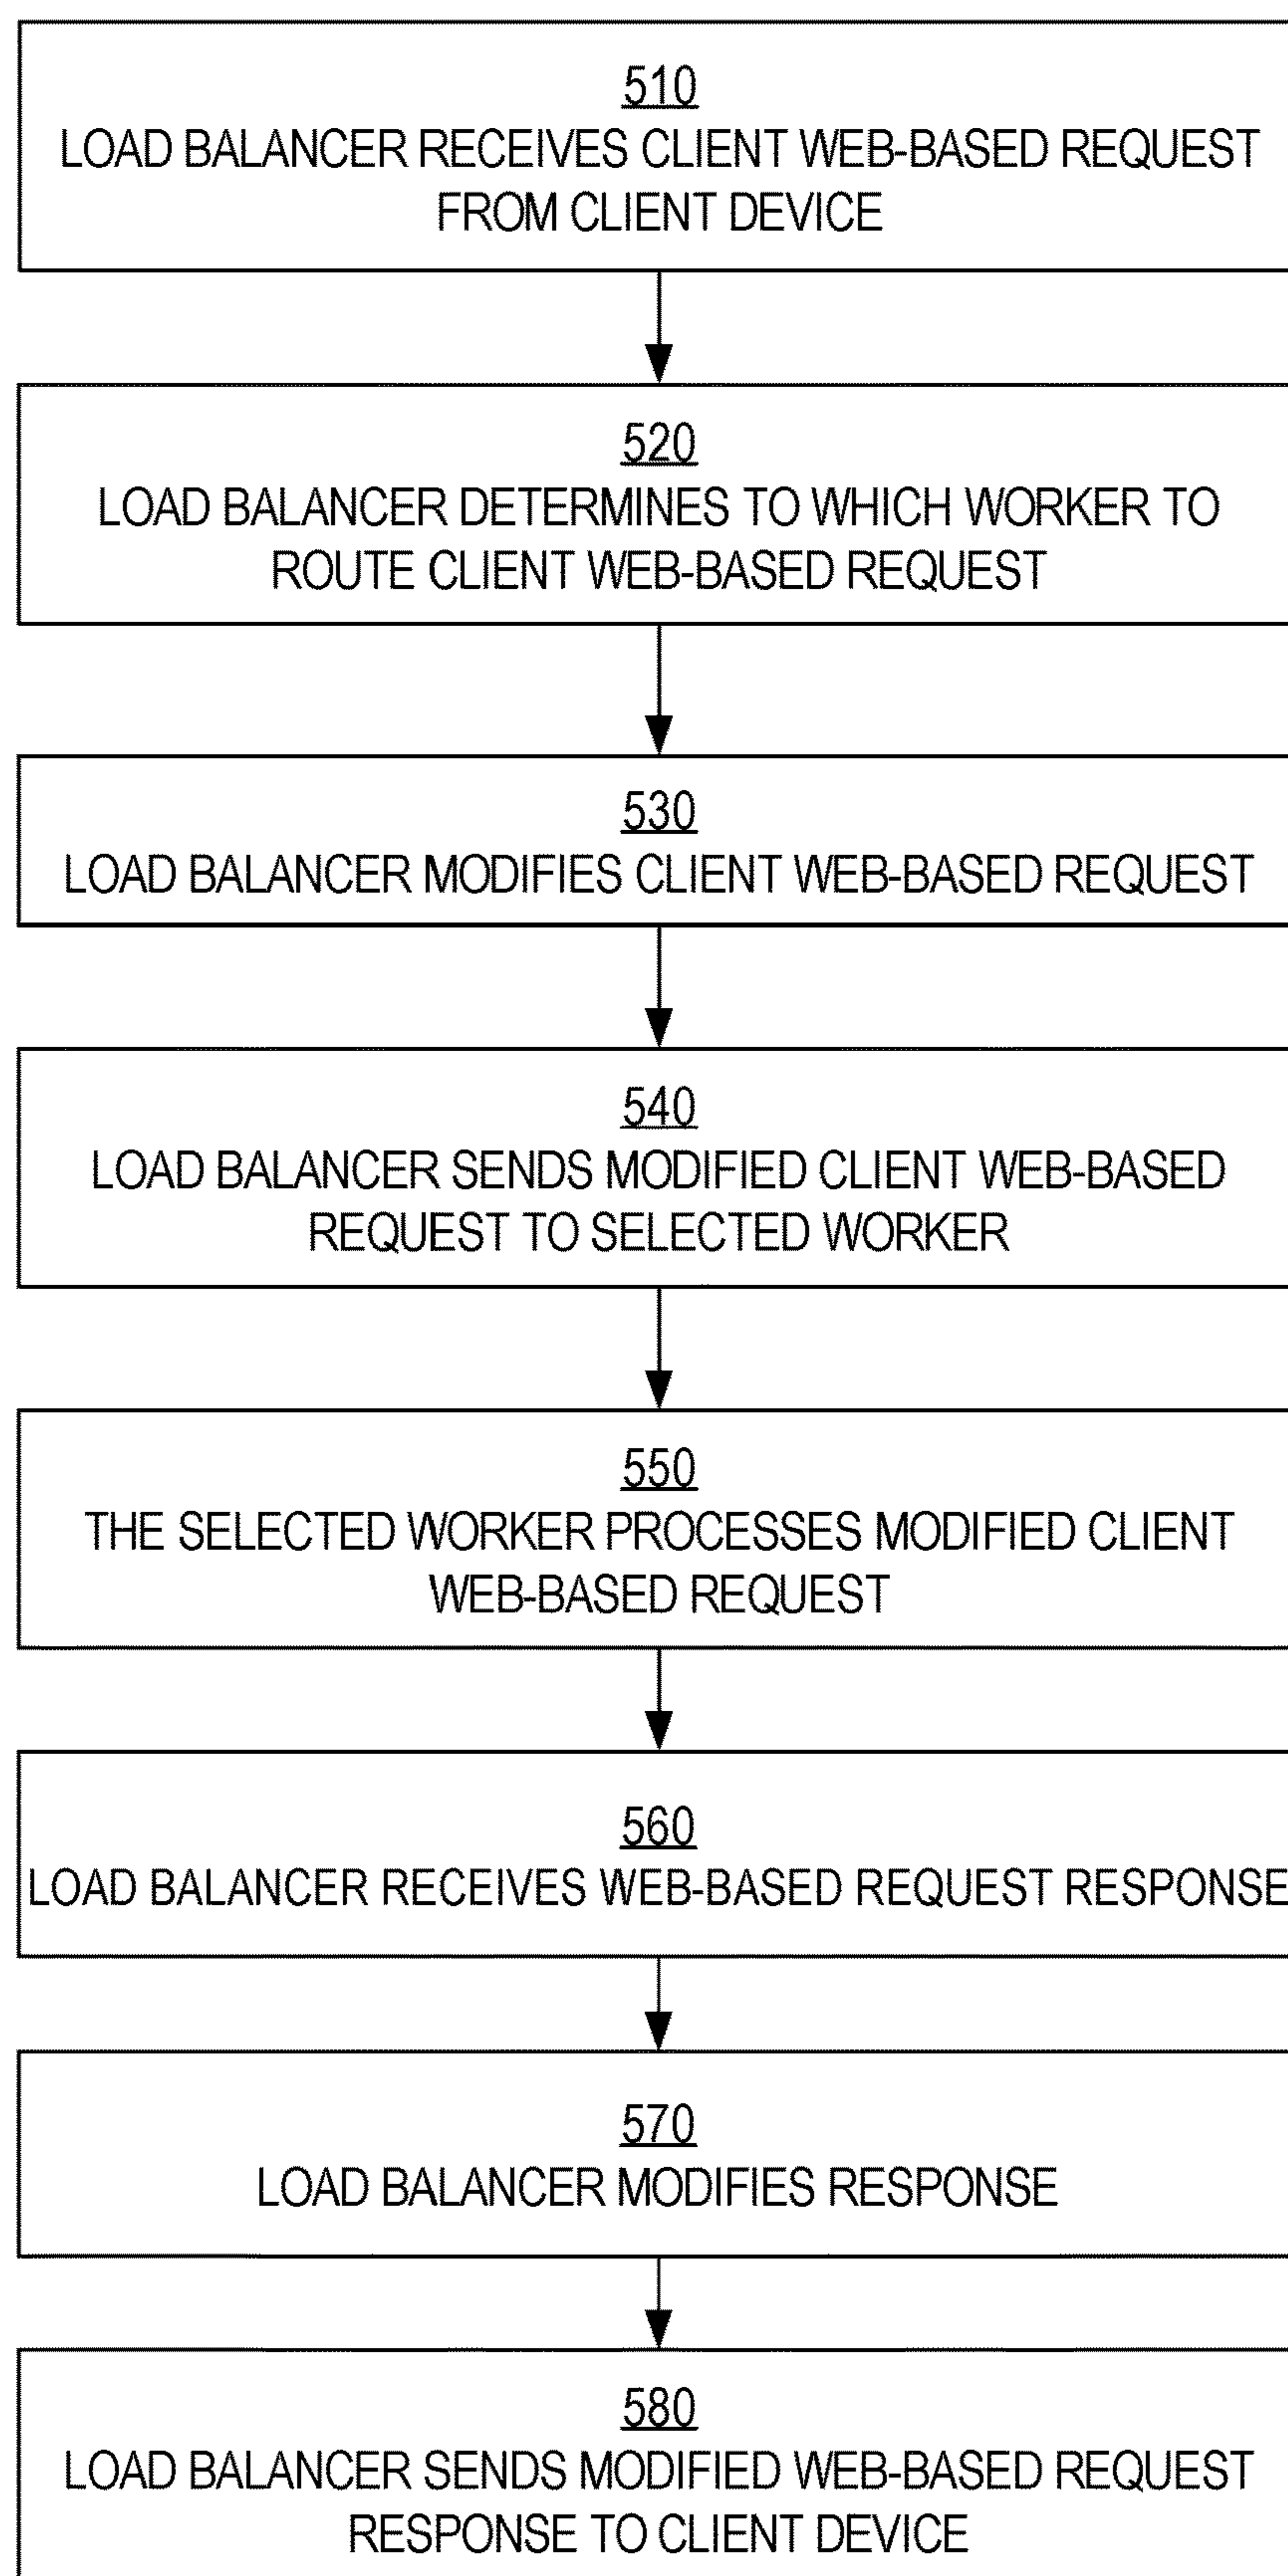 510
LOAD BALANCER RECEIVES CLIENT WEB-BASED REQUEST
FROM CLIENT DEVICE
520
LOAD BALANCER DETERMINES TO WHICH WORKER TO
ROUTE CLIENT WEB-BASED REQUEST
530
LOAD BALANCER MODIFIES CLIENT WEB-BASED REQUEST
540
LOAD BALANCER SENDS MODIFIED CLIENT WEB-BASED
REQUEST TO SELECTED WORKER
550
THE SELECTED WORKER PROCESSES MODIFIED CLIENT
WEB-BASED REQUEST
560
LOAD BALANCER RECEIVES WEB-BASED REQUEST RESPONSE
570
LOAD BALANCER MODIFIES RESPONSE
580
LOAD BALANCER SENDS MODIFIED WEB-BASED REQUEST
RESPONSE TO CLIENT DEVICE